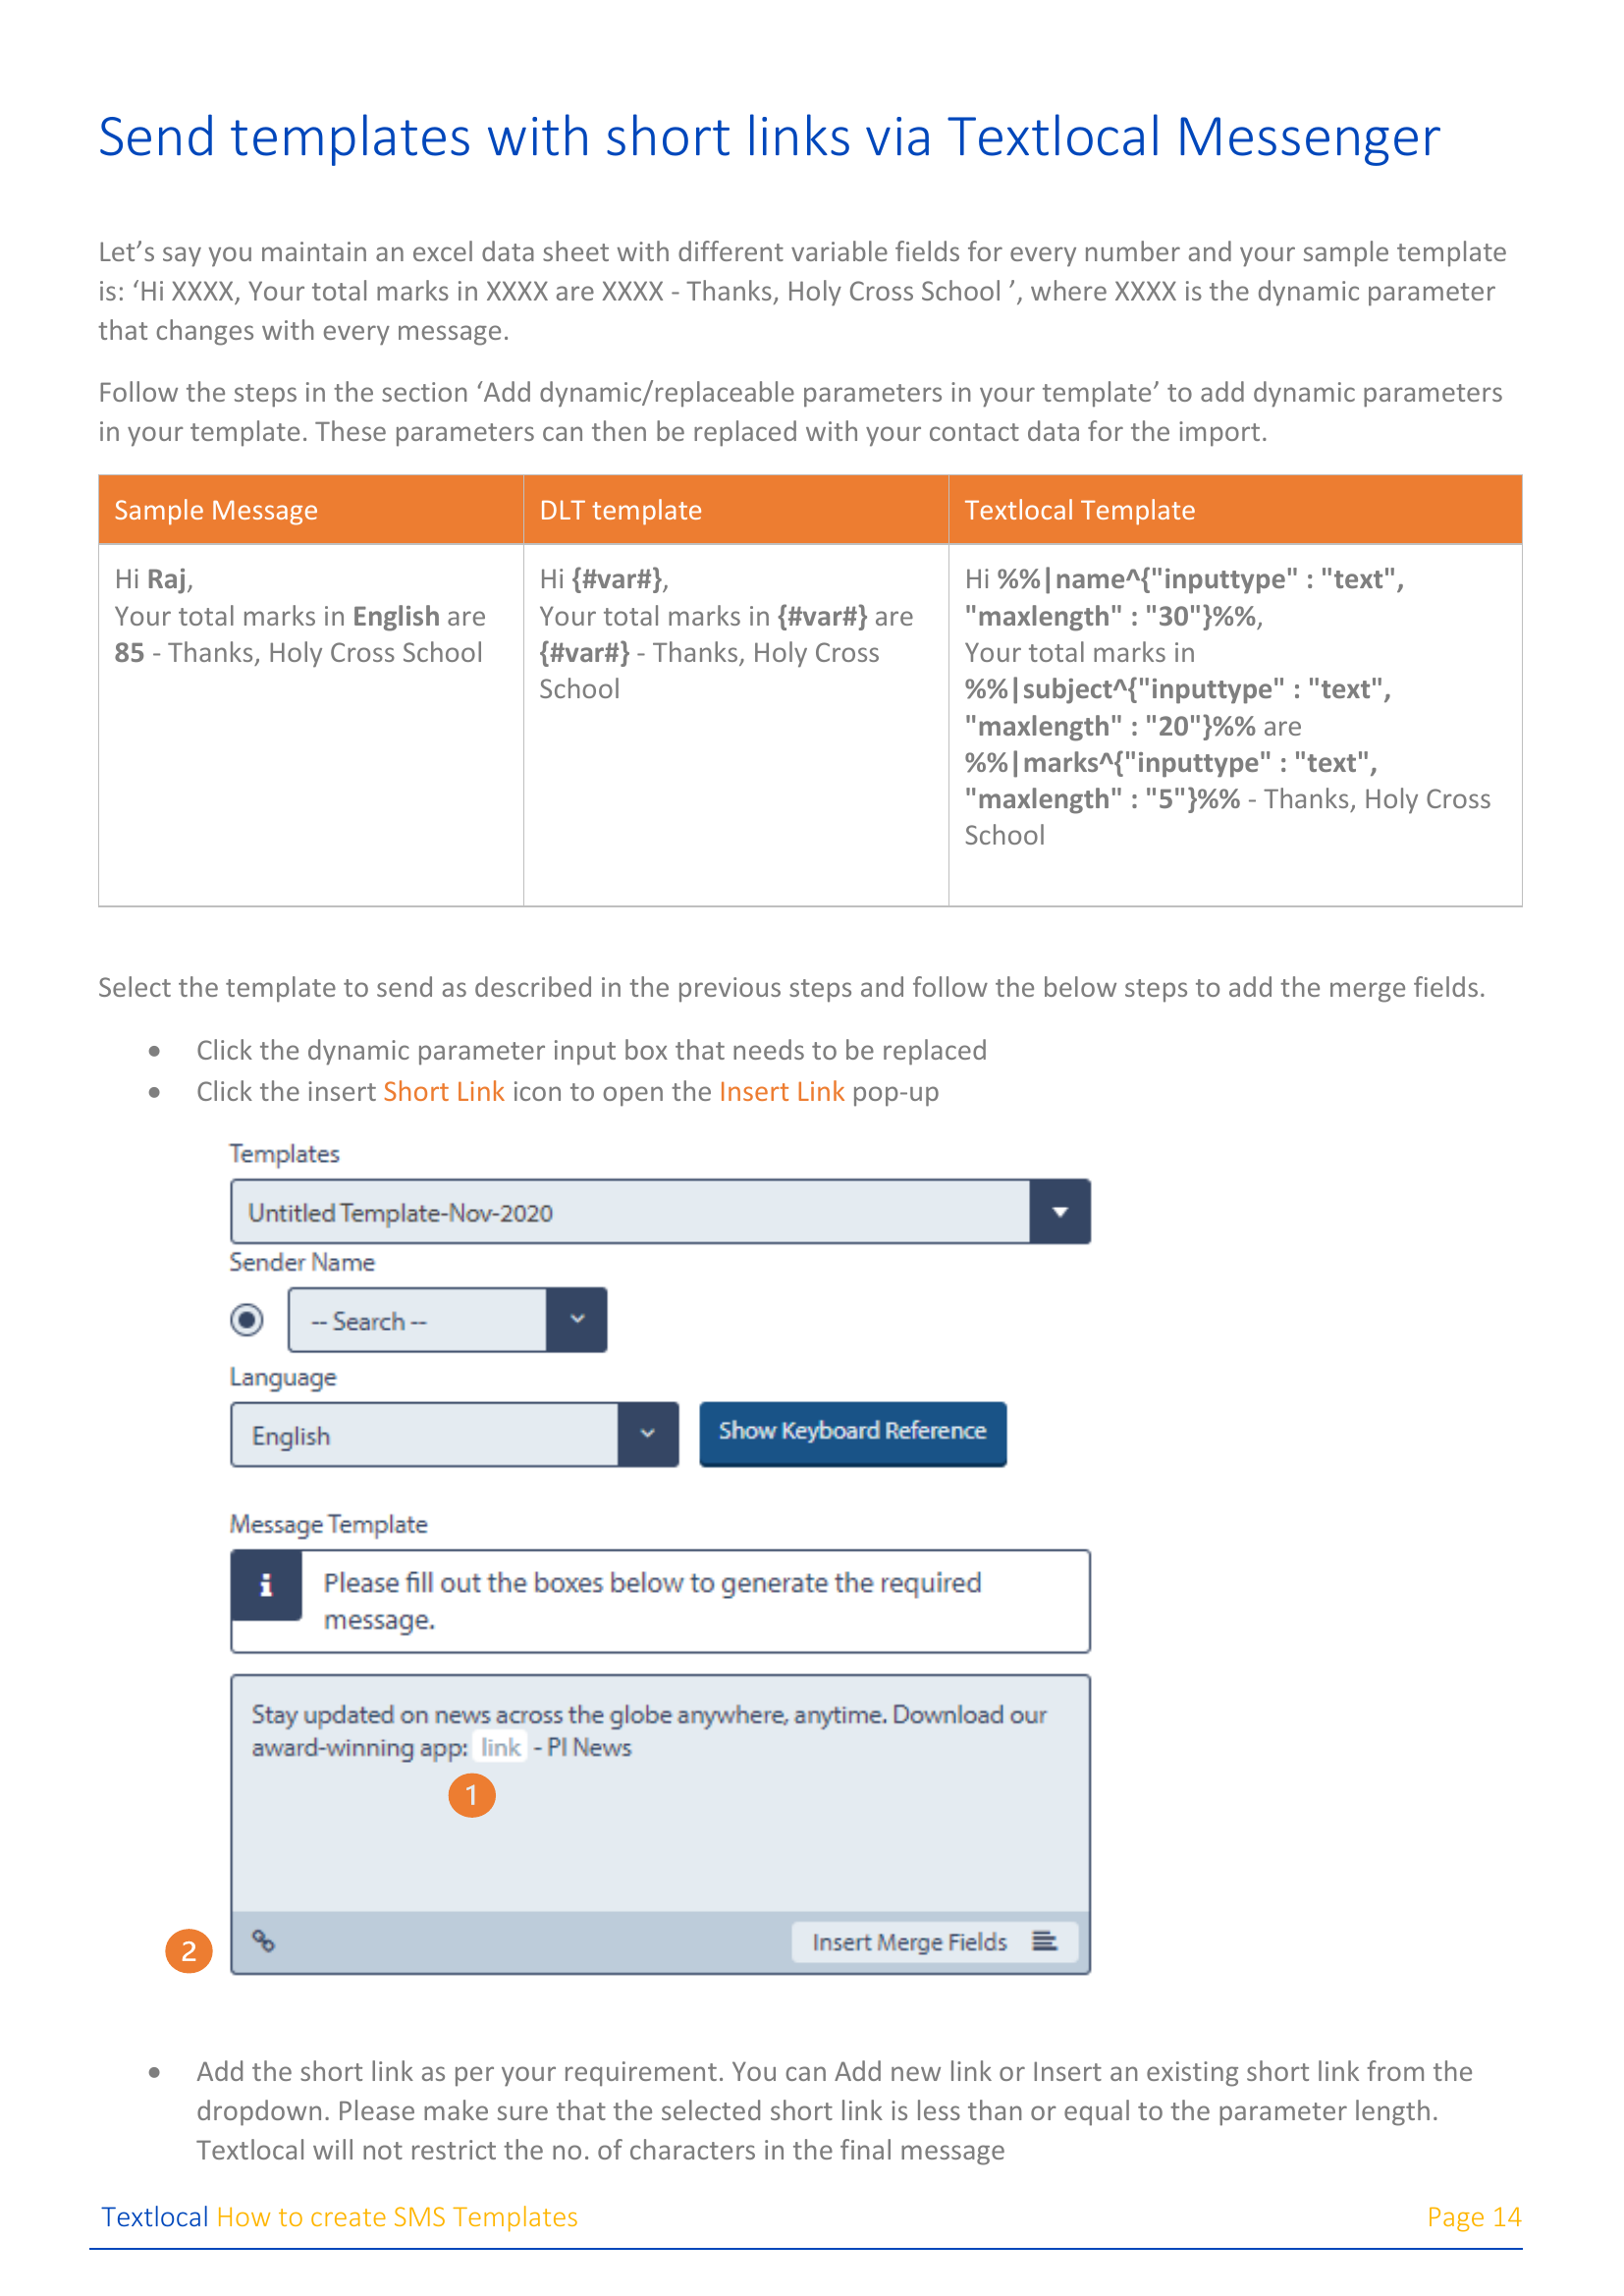 Send templates with short links via Textlocal Messenger
Let’s say you maintain an excel data sheet with different variable fields for every number and your sample template
is: ‘Hi XXXX, Your total marks in XXXX are XXXX - Thanks, Holy Cross School ’, where XXXX is the dynamic parameter
that changes with every message.
Follow the steps in the section ‘Add dynamic/replaceable parameters in your template’ to add dynamic parameters
in your template. These parameters can then be replaced with your contact data for the import.
Sample Message
Hi Raj,
Your total marks in English are
85 - Thanks, Holy Cross School
DLT template
Hi {#var#},
Your total marks in {#var#} are
{#var#} - Thanks, Holy Cross
School
Textlocal Template
Hi %%|name^{"inputtype" : "text",
"maxlength" : "30"}%%,
Your total marks in
%%|subject^{"inputtype" : "text",
"maxlength" : "20"}%% are
%%|marks^{"inputtype" : "text",
"maxlength" : "5"}%% - Thanks, Holy Cross
School
Select the template to send as described in the previous steps and follow the below steps to add the merge fields.
• Click the dynamic parameter input box that needs to be replaced
• Click the insert Short Link icon to open the Insert Link pop-up
Templates
Untitled Template-Nov-2020
Sender Name
-- Search --
Language
English
Show Keyboard Reference
Message Template
i
Please fill out the boxes below to generate the required
message.
Stay updated on news across the globe anywhere, anytime. Download our
award-winning app: link - PI News
1
2
Insert Merge Fields
• Add the short link as per your requirement. You can Add new link or Insert an existing short link from the
dropdown. Please make sure that the selected short link is less than or equal to the parameter length.
Textlocal will not restrict the no. of characters in the final message
Textlocal How to create SMS Templates
Page 14